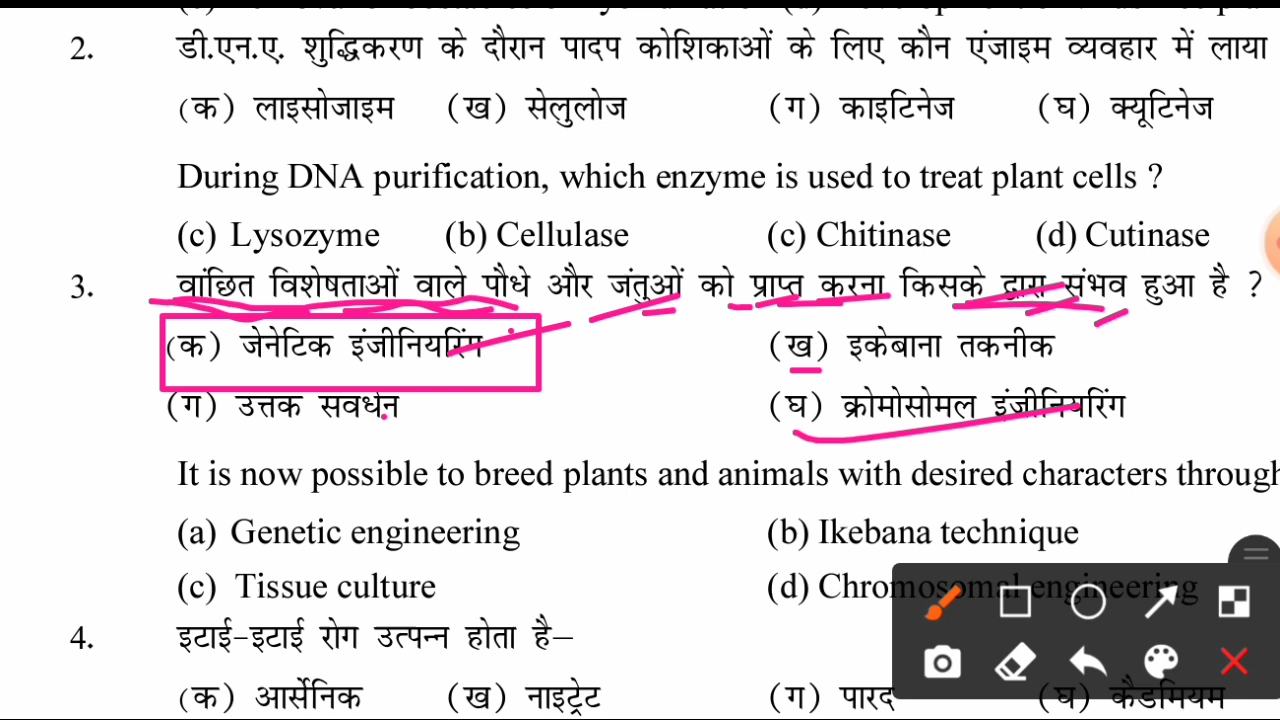 2. डी.एन.ए. शुद्धिकरण के दौरान पादप कोशिकाओं के लिए कौन एंजाइम व्यवहार में लाया
(क) लाइसोजाइम (ख) सेलुलोज (ग) काइटिनेज (घ) क्यूटिनेज
During DNA purification, which enzyme is used to treat plant cells ?
(c) Lysozyme (b) Cellulase (c) Chitinase (d) Cutinase
3. वांछित विशेषताओं वाले पौधे और जंतुओं को प्राप्त करना किसके द्वारा संभव हुआ है ?
(क) जेनेटिक इंजीनियरिंग (ख) इकेबाना तकनीक
(ग) उत्तक सवर्धन (घ) क्रोमोसोमल इंजीनियरिंग
It is now possible to breed plants and animals with desired characters through
(a) Genetic engineering (b) Ikebana technique
(c) Tissue culture (d) Chromosomal engineering
4. इटाई-इटाई रोग उत्पन्न होता है–
(क) आर्सेनिक (ख) नाइट्रेट (ग) पारद (घ) कैडमियम